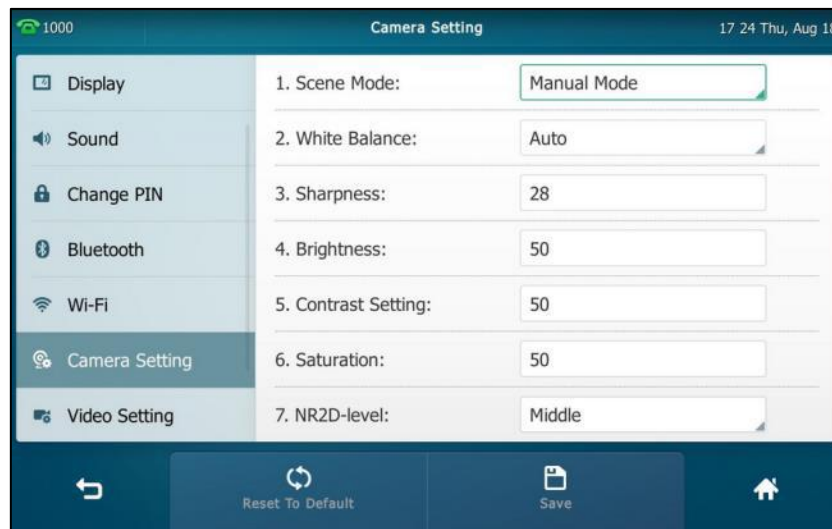 1000
Camera Setting
17 24 Thu, Aug 18
Display
Sound
Change PIN
Bluetooth
Wi-Fi
Camera Setting
Video Setting
1. Scene Mode: Manual Mode
2. White Balance: Auto
3. Sharpness: 28
4. Brightness: 50
5. Contrast Setting: 50
6. Saturation: 50
7. NR2D-level: Middle
Reset To Default
Save